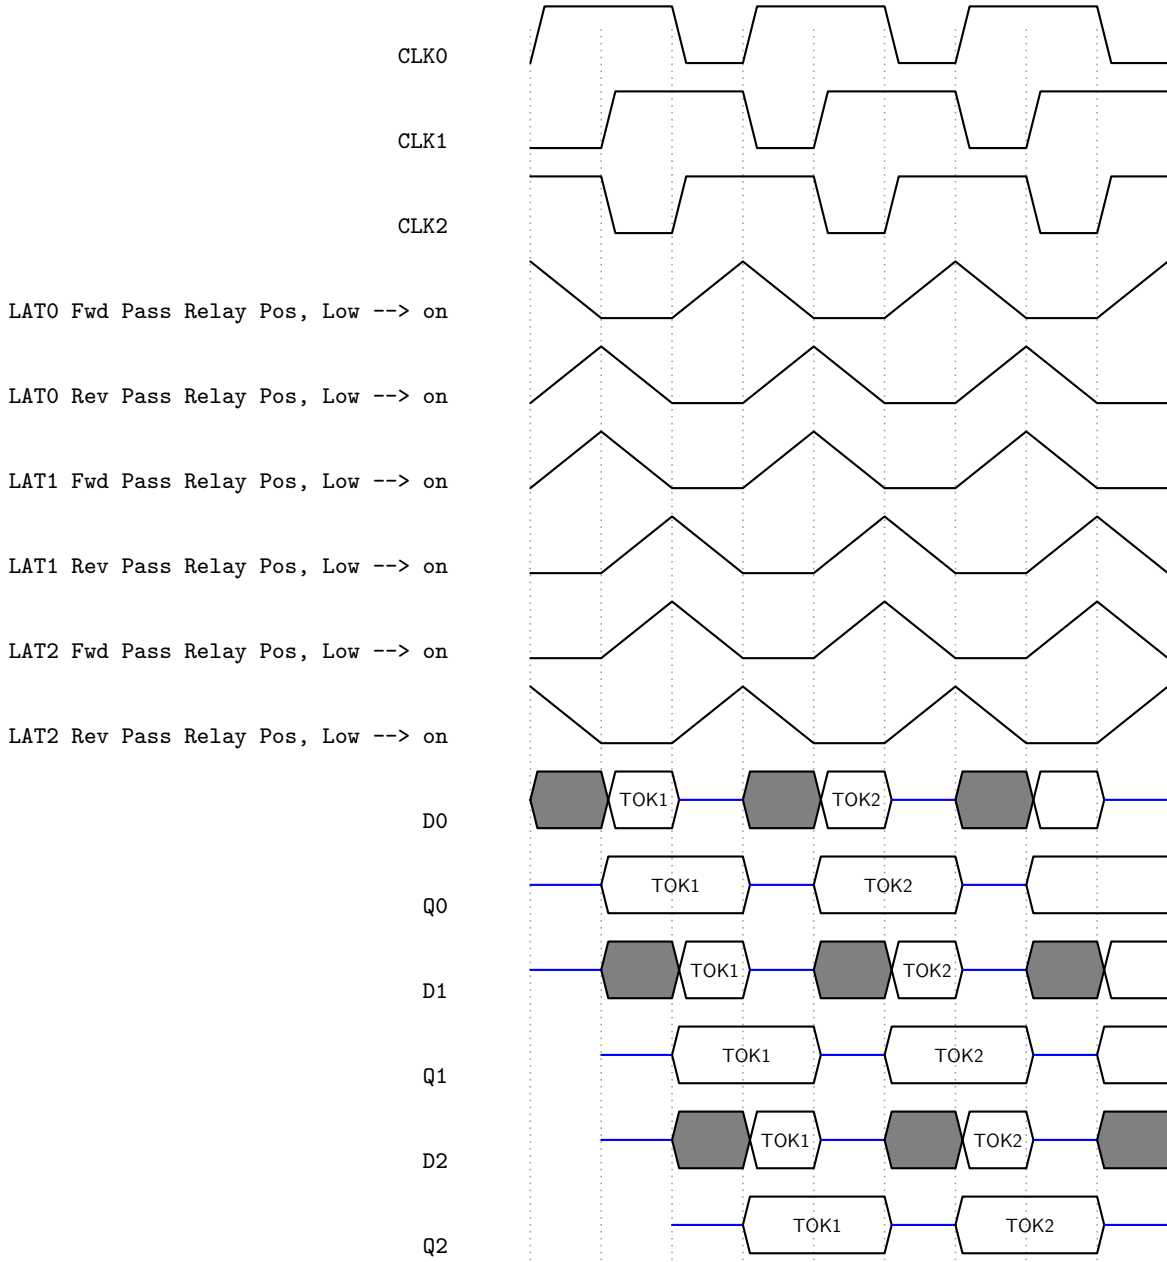 CLK0
CLK1
CLK2
LAT0 Fwd Pass Relay Pos, Low --> on
LAT0 Rev Pass Relay Pos, Low --> on
LAT1 Fwd Pass Relay Pos, Low --> on
LAT1 Rev Pass Relay Pos, Low --> on
LAT2 Fwd Pass Relay Pos, Low --> on
LAT2 Rev Pass Relay Pos, Low --> on
D0 TOK1 TOK2
Q0 TOK1 TOK2
D1 TOK1 TOK2
Q1 TOK1 TOK2
D2 TOK1 TOK2
Q2 TOK1 TOK2